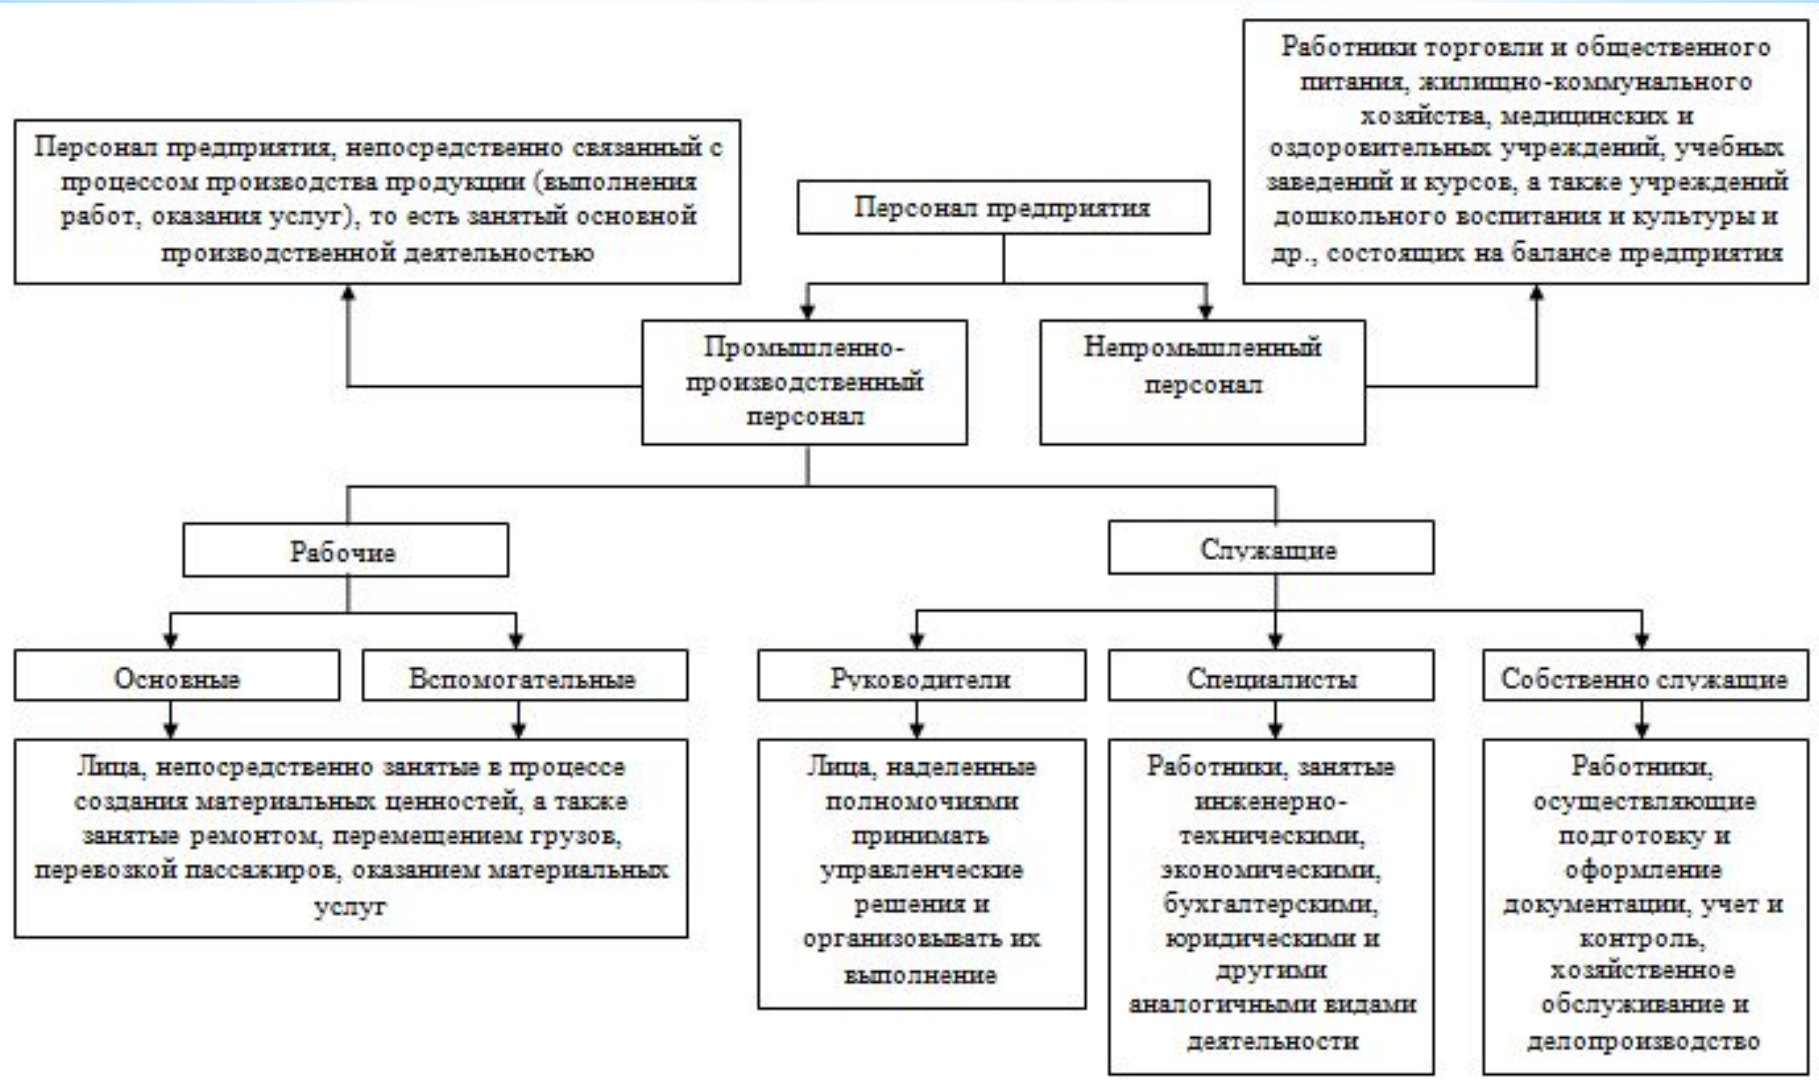 Работники торговли и общественного
питания, жилищно-коммунального
хозяйства, медицинских и
оздоровительных учреждений, учебных
заведений и курсов, а также учреждений
дошкольного воспитания и культуры и
др., состоящих на балансе предприятия
Персонал предприятия, непосредственно связанный с
процессом производства продукции (выполнения
работ, оказания услуг), то есть занятый основной
производственной деятельностью
Персонал предприятия
Промышленно-
производственный
персонал
Непромышленный
персонал
Рабочие
Служащие
Основные
Вспомогательные
Руководители
Специалисты
Собственно служащие
Лица, непосредственно занятые в процессе
создания материальных ценностей, а также
занятые ремонтом, перемещением грузов,
перевозкой пассажиров, оказанием материальных
услуг
Лица, наделенные
полномочиями
принимать
управленческие
решения и
организовывать их
выполнение
Работники, занятые
инженерно-
техническими,
экономическими,
бухгалтерскими,
юридическими и
другими
аналогичными видами
деятельности
Работники,
осуществляющие
подготовку и
оформление
документации, учет и
контроль,
хозяйственное
обслуживание и
делопроизводство